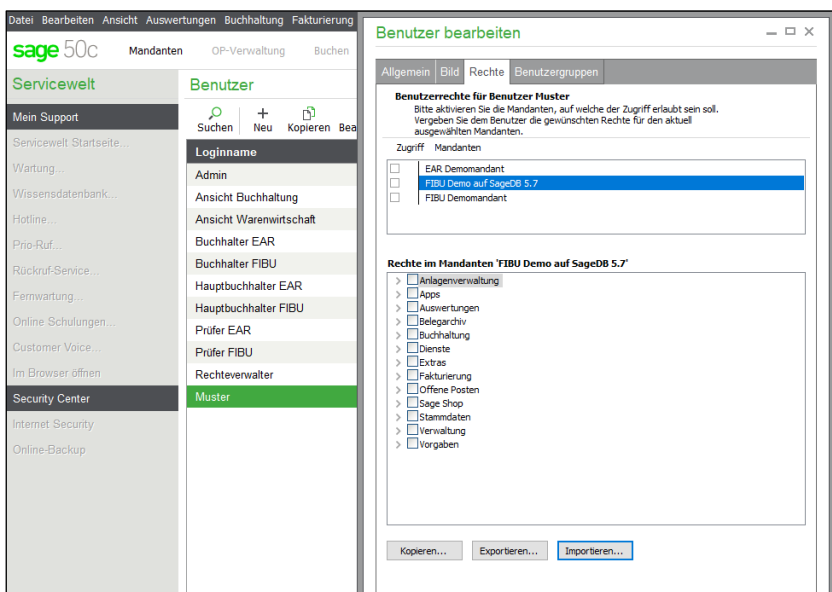 Datei Bearbeiten Ansicht Auswertungen Buchhaltung Fakturierung
sage 50c Mandanten OP-Verwaltung Buchen
Servicewelt
Mein Support
Servicewelt Startseite...
Wartung...
Wissensdatenbank...
Hotline...
Prio-Ruf...
Rückruf-Service...
Fernwartung...
Online Schulungen...
Customer Voice...
Im Browser öffnen
Security Center
Internet Security
Online-Backup
Benutzer
Suchen Neu Kopieren Bea
Loginname
Admin
Ansicht Buchhaltung
Ansicht Warenwirtschaft
Buchhalter EAR
Buchhalter FIBU
Hauptbuchhalter EAR
Hauptbuchhalter FIBU
Prüfer EAR
Prüfer FIBU
Rechteverwalter
Muster
Benutzer bearbeiten
Allgemein Bild Rechte Benutzergruppen
Benutzerrechte für Benutzer Muster
Bitte aktivieren Sie die Mandanten, auf welche der Zugriff erlaubt sein soll.
Vergeben Sie dem Benutzer die gewünschten Rechte für den aktuell
ausgewählten Mandanten.
Zugriff Mandanten
EAR Demomandant
FIBU Demo auf SageDB 5.7
FIBU Demomandant
Rechte im Mandanten 'FIBU Demo auf SageDB 5.7'
Anlagenverwaltung
Apps
Auswertungen
Belegarchiv
Buchhaltung
Dienste
Extras
Fakturierung
Offene Posten
Sage Shop
Stammdaten
Verwaltung
Vorgaben
Kopieren... Exportieren... Importieren...